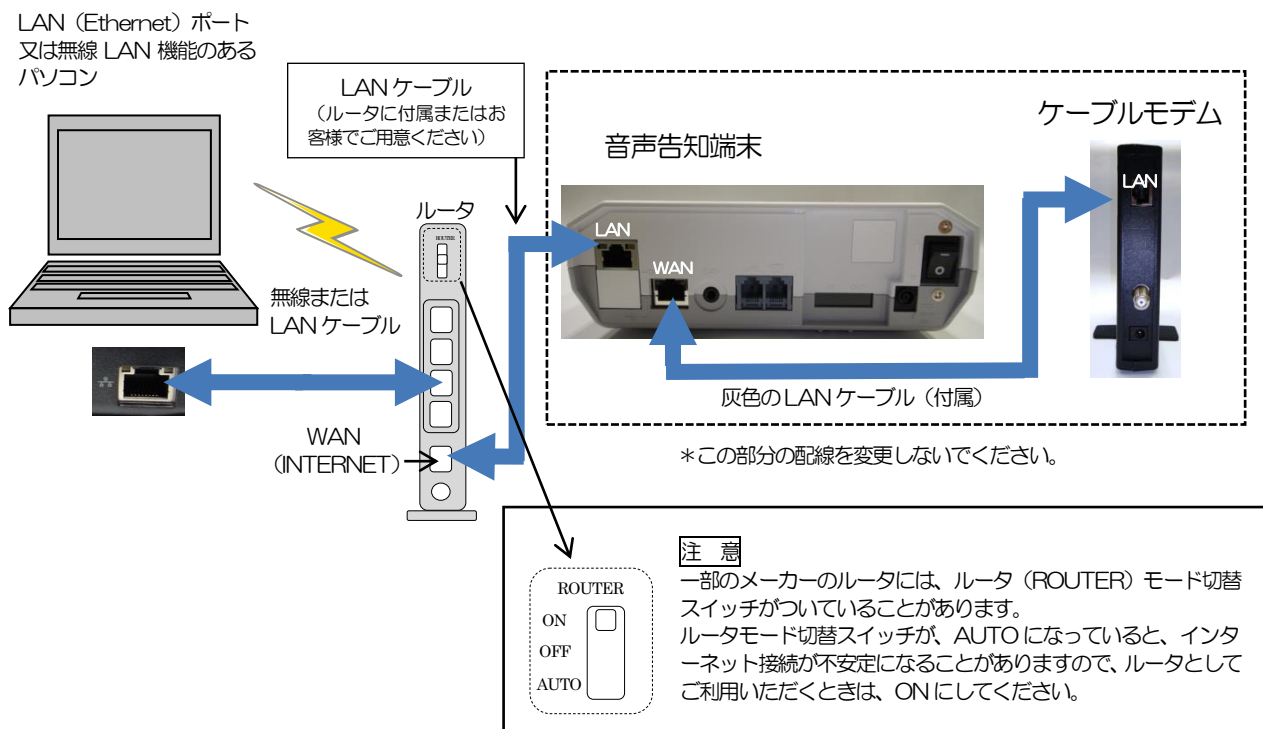 LAN（Ethernet）ポート
又は無線 LAN 機能のある
パソコン
LAN ケーブル
（ルータに付属またはお
客様でご用意ください）
ケーブルモデム
音声告知端末
LAN
ルータ
ROUTER
LAN
WAN
無線または
LAN ケーブル
灰色の LAN ケーブル（付属）
WAN
（INTERNET）
＊この部分の配線を変更しないでください。
注　意
一部のメーカーのルータには、ルータ（ROUTER）モード切替
スイッチがついていることがあります。
ルータモード切替スイッチが、AUTO になっていると、インタ
ーネット接続が不安定になることがありますので、ルータとして
ご利用いただくときは、ON にしてください。
ROUTER
ON
OFF
AUTO